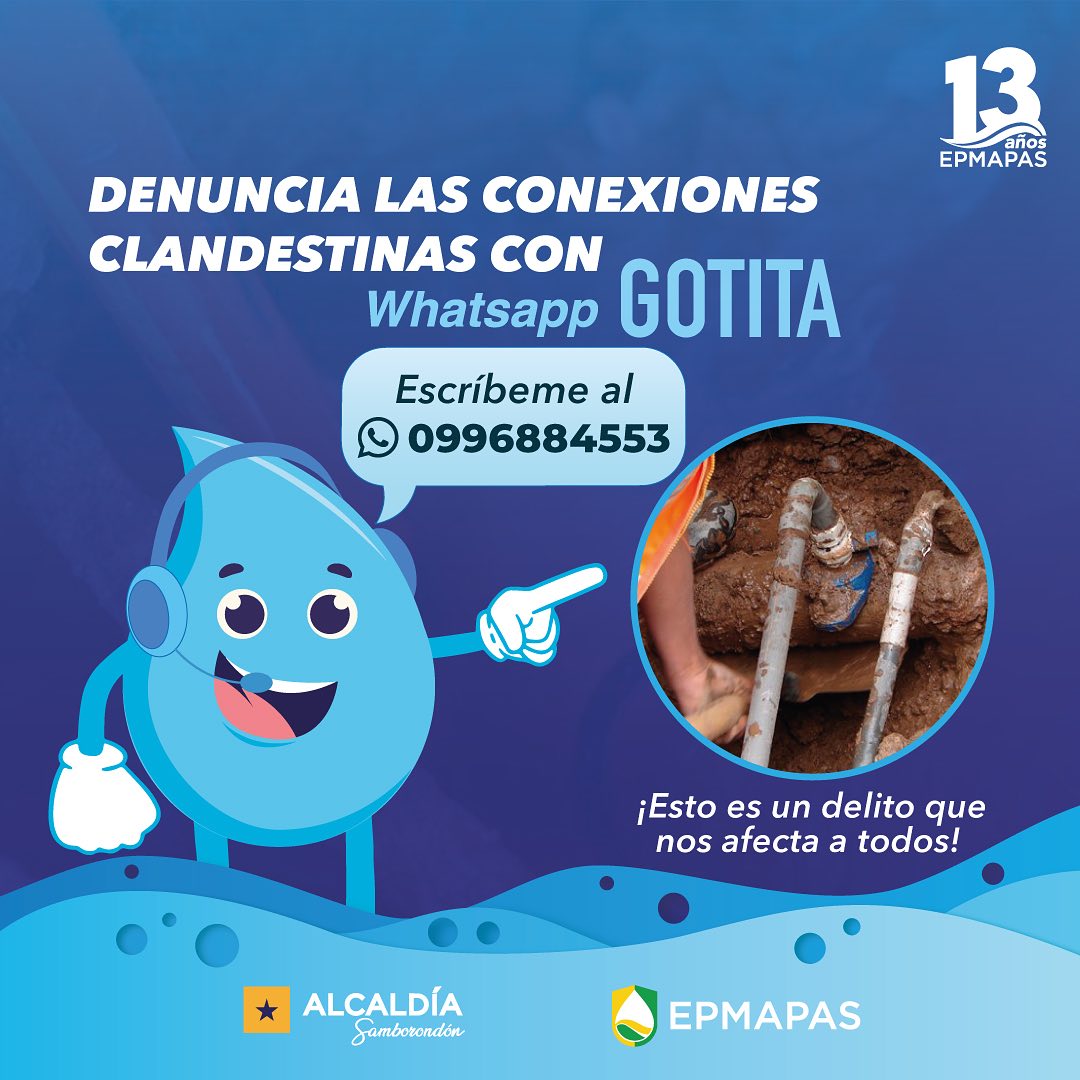 13
años
EPMAPAS
DENUNCIA LAS CONEXIONES
CLANDESTINAS CON
Whatsapp GOTITA
Escríbeme al
0996884553
¡Esto es un delito que
nos afecta a todos!
ALCALDÍA
Samborondón
EPMAPAS